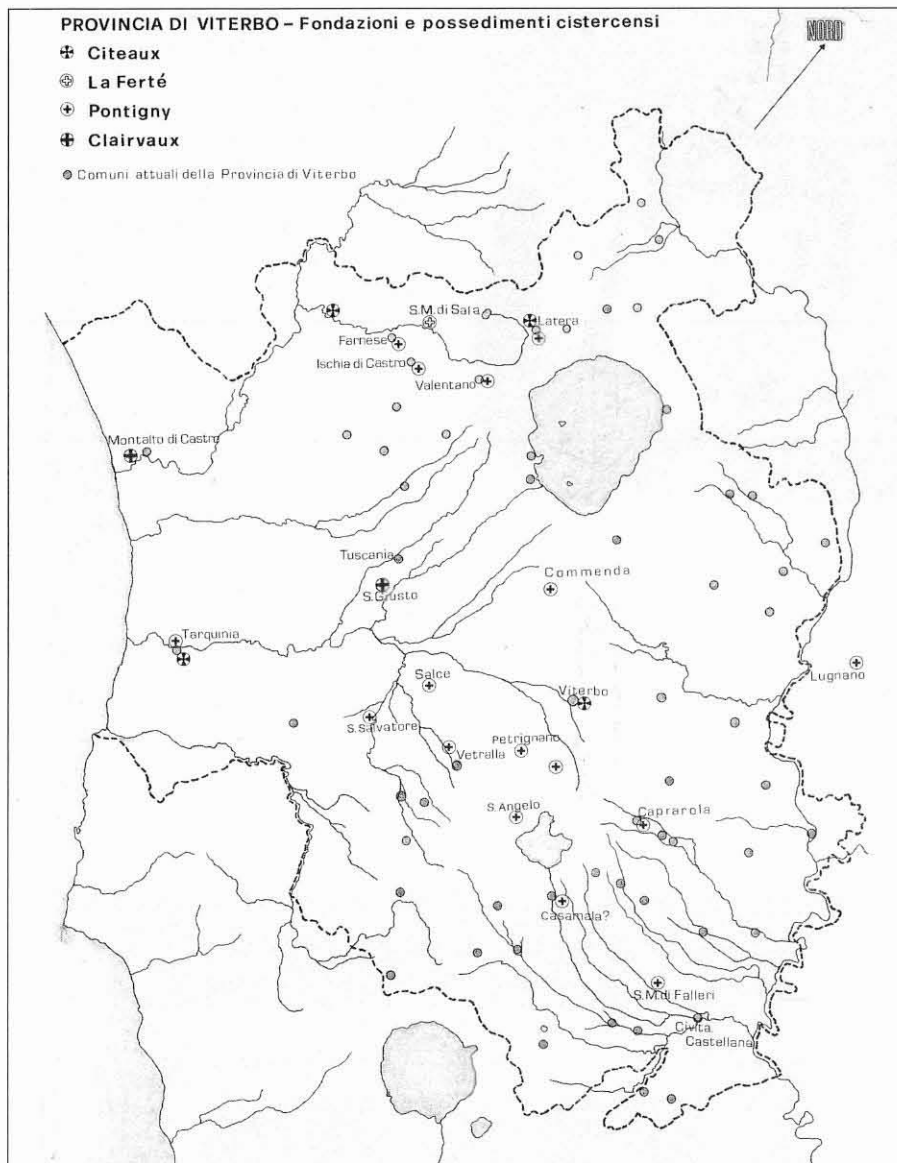 PROVINCIA DI VITERBO – Fondazioni e possedimenti cistercensi
NORD
Citeaux
La Ferté
Pontigny
Clairvaux
Comuni attuali della Provincia di Viterbo
S.M. di Sala
Latera
Farnese
Ischia di Castro
Valentano
Montalto di Castro
Tuscania
S. Giusto
Commenda
Tarquinia
Lugnano
Salce
Viterbo
S. Salvatore
Petrignano
Vetralla
S. Angelo
Caprarola
Casamala?
S.M. di Falleri
Civita
Castellana